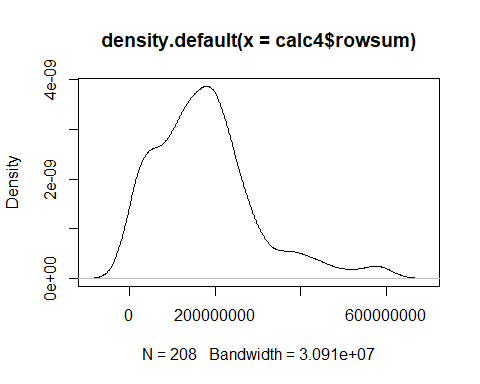 density.default(x = calc4$rowsum)
Density
4e-09
2e-09
0e+00
0 200000000 600000000
N = 208 Bandwidth = 3.091e+07